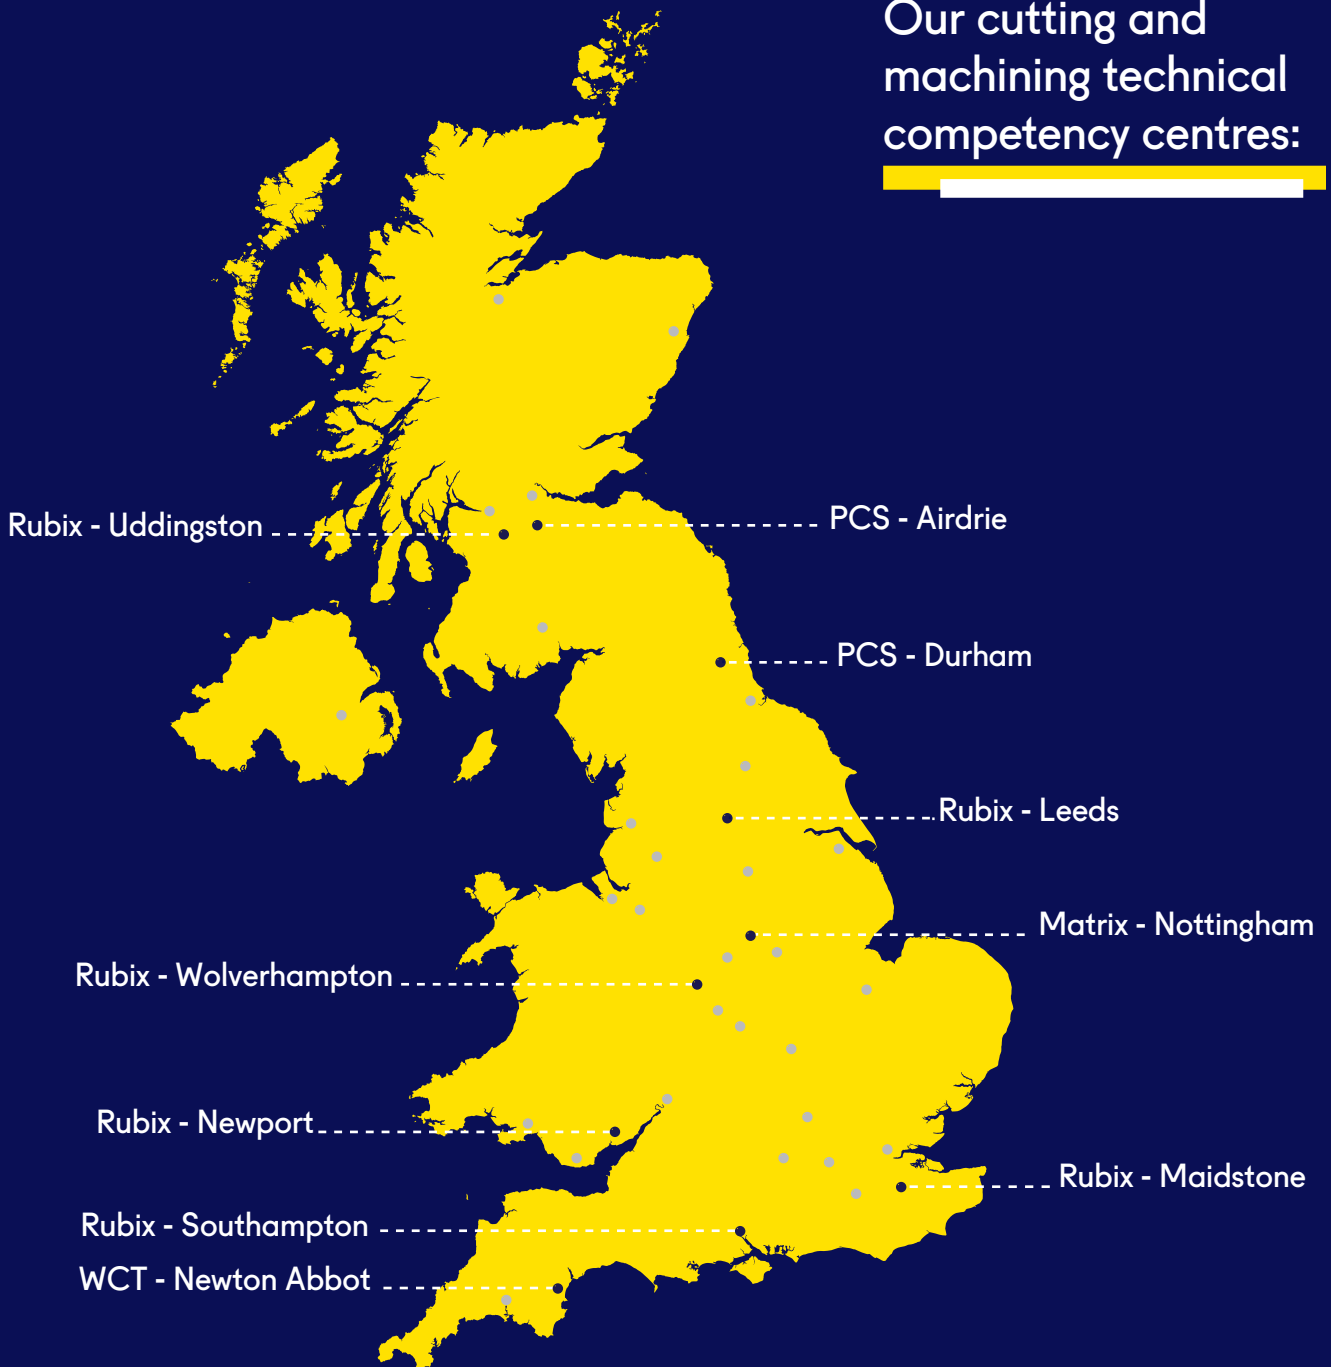 Our cutting and
machining technical
competency centres:
Rubix - Uddingston
PCS - Airdrie
PCS - Durham
Rubix - Leeds
Matrix - Nottingham
Rubix - Wolverhampton
Rubix - Newport
Rubix - Maidstone
Rubix - Southampton
WCT - Newton Abbot